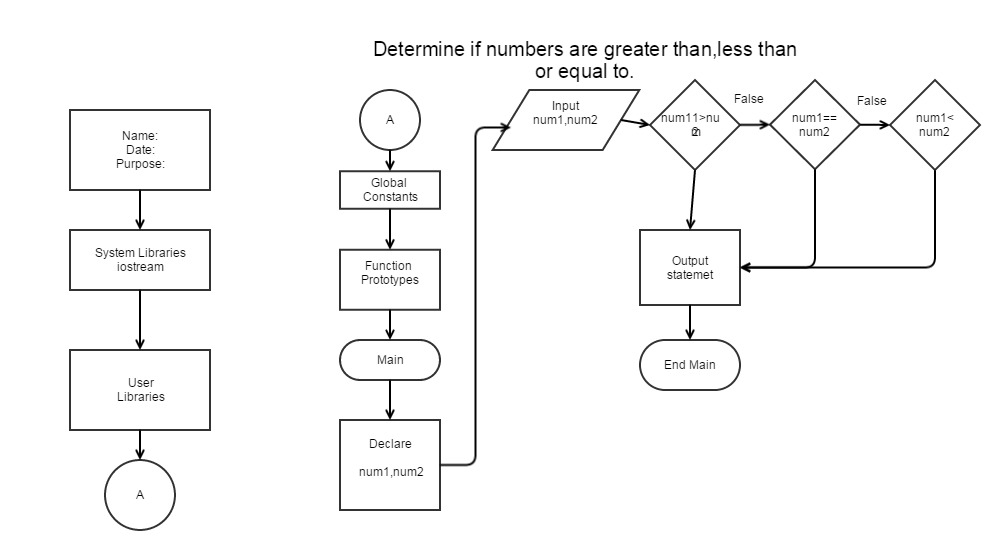 Determine if numbers are greater than,less than
or equal to.
Name:
Date:
Purpose:
System Libraries
iostream
User
Libraries
A
A
Global
Constants
Function
Prototypes
Main
Declare
num1,num2
Input
num1,num2
False
num1==
num2
False
num1<
num2
Output
statemet
End Main